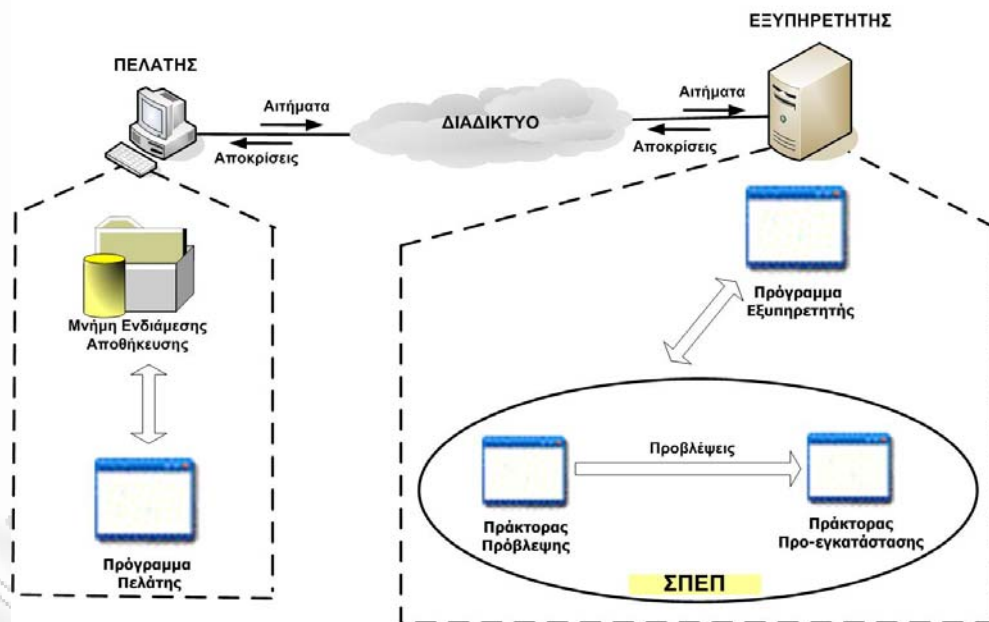 ΕΞΥΠΗΡΕΤΗΤΗΣ
ΠΕΛΑΤΗΣ
Αιτήματα
Αποκρίσεις
ΔΙΑΔΙΚΤΥΟ
Αιτήματα
Αποκρίσεις
Μνήμη Ενδιάμεσης
Αποθήκευσης
Πρόγραμμα
Πελάτης
Πρόγραμμα
Εξυπηρετητής
Προβλέψεις
Πράκτορας
Πρόβλεψης
Πράκτορας
Προ-εγκατάστασης
ΣΠΕΠ